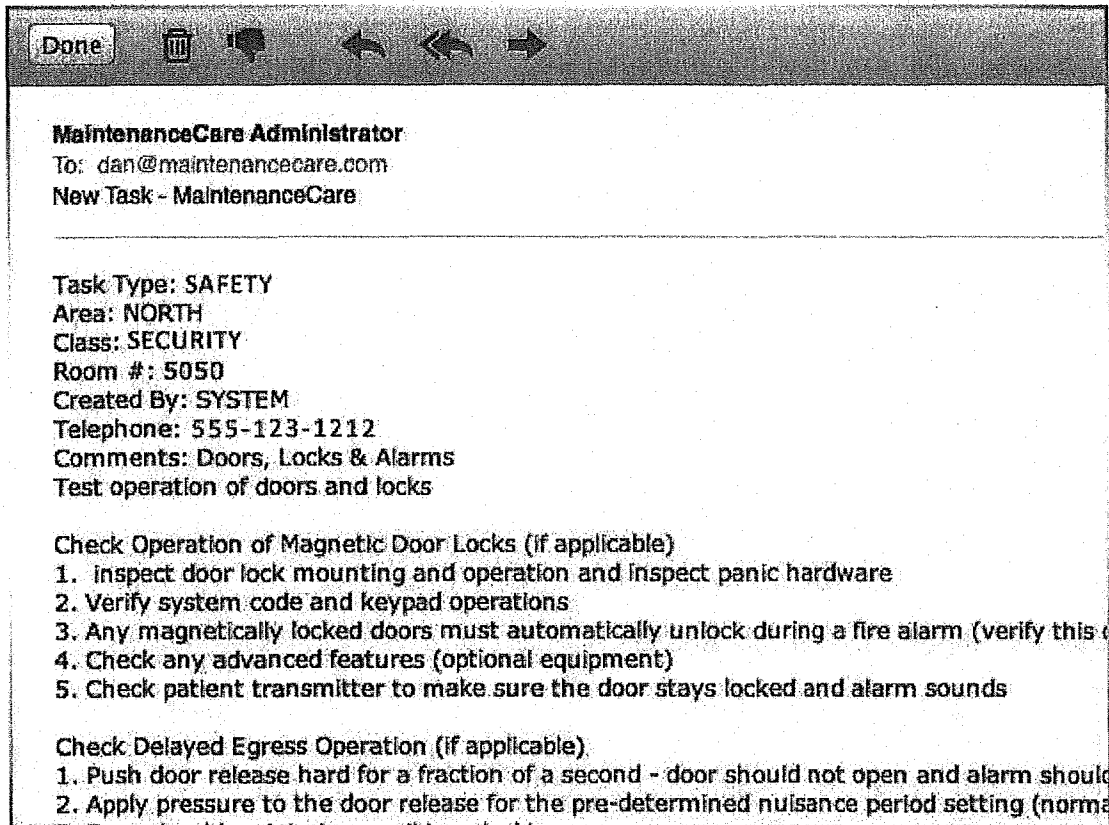 Done
MaintenanceCare Administrator
To: dan@maintenancecare.com
New Task - MaintenanceCare
Task Type: SAFETY
Area: NORTH
Class: SECURITY
Room #: 5050
Created By: SYSTEM
Telephone: 555-123-1212
Comments: Doors, Locks & Alarms
Test operation of doors and locks
Check Operation of Magnetic Door Locks (if applicable)
1. Inspect door lock mounting and operation and inspect panic hardware
2. Verify system code and keypad operations
3. Any magnetically locked doors must automatically unlock during a fire alarm (verify this
4. Check any advanced features (optional equipment)
5. Check patient transmitter to make sure the door stays locked and alarm sounds
Check Delayed Egress Operation (if applicable)
1. Push door release hard for a fraction of a second - door should not open and alarm
2. Apply pressure to the door release for the pre-determined nuisance period setting